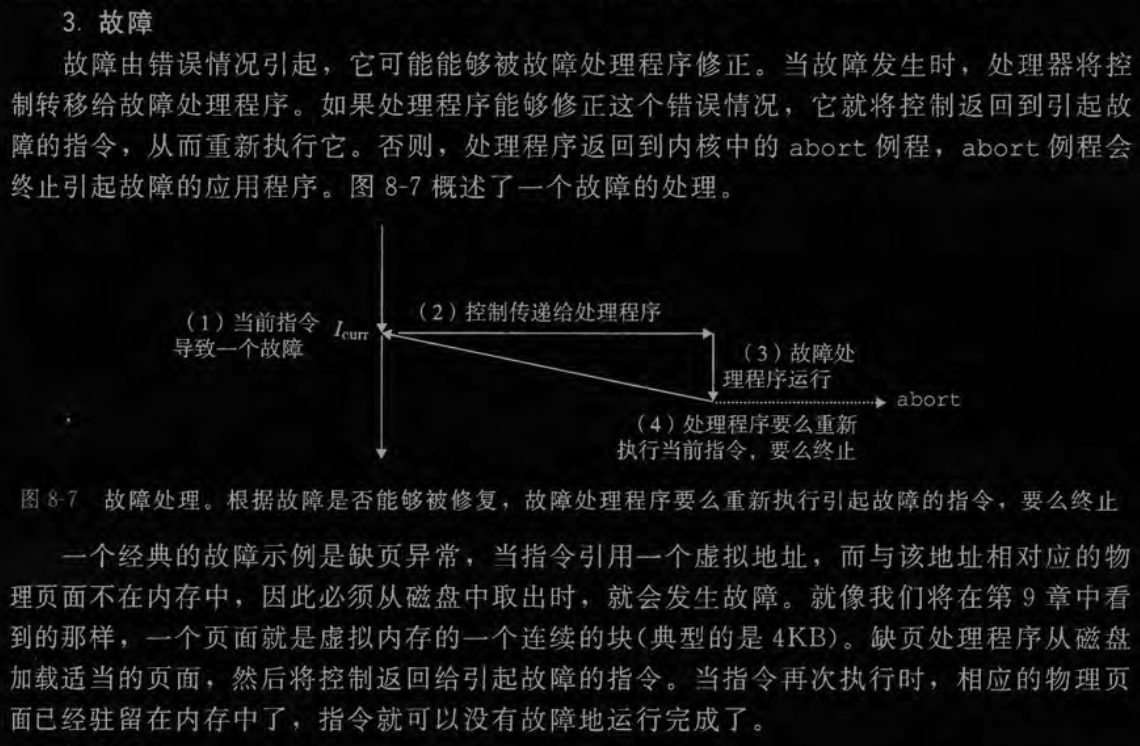 3. 故障
故障由错误情况引起，它可能能够被故障处理程序修正。当故障发生时，处理器将控
制转移给故障处理程序。如果处理程序能够修正这个错误情况，它就将控制返回到引起故
障的指令，从而重新执行它。否则，处理程序返回到内核中的 abort 例程，abort 例程会
终止引起故障的应用程序。图 8-7 概述了一个故障的处理。
（1）当前指令
导致一个故障
Icurr
（2）控制传递给处理程序
（3）故障处
理程序运行
abort
（4）处理程序要么重新
执行当前指令，要么终止
图 8-7 故障处理。根据故障是否能够被修复，故障处理程序要么重新执行引起故障的指令，要么终止
一个经典的故障示例是缺页异常，当指令引用一个虚拟地址，而与该地址相对应的物
理页面不在内存中，因此必须从磁盘中取出时，就会发生故障。就像我们将在第 9 章中看
到的那样，一个页面就是虚拟内存的一个连续的块(典型的是 4KB)。缺页处理程序从磁盘
加载适当的页面，然后将控制返回给引起故障的指令。当指令再次执行时，相应的物理页
面已经驻留在内存中了，指令就可以没有故障地运行完成了。